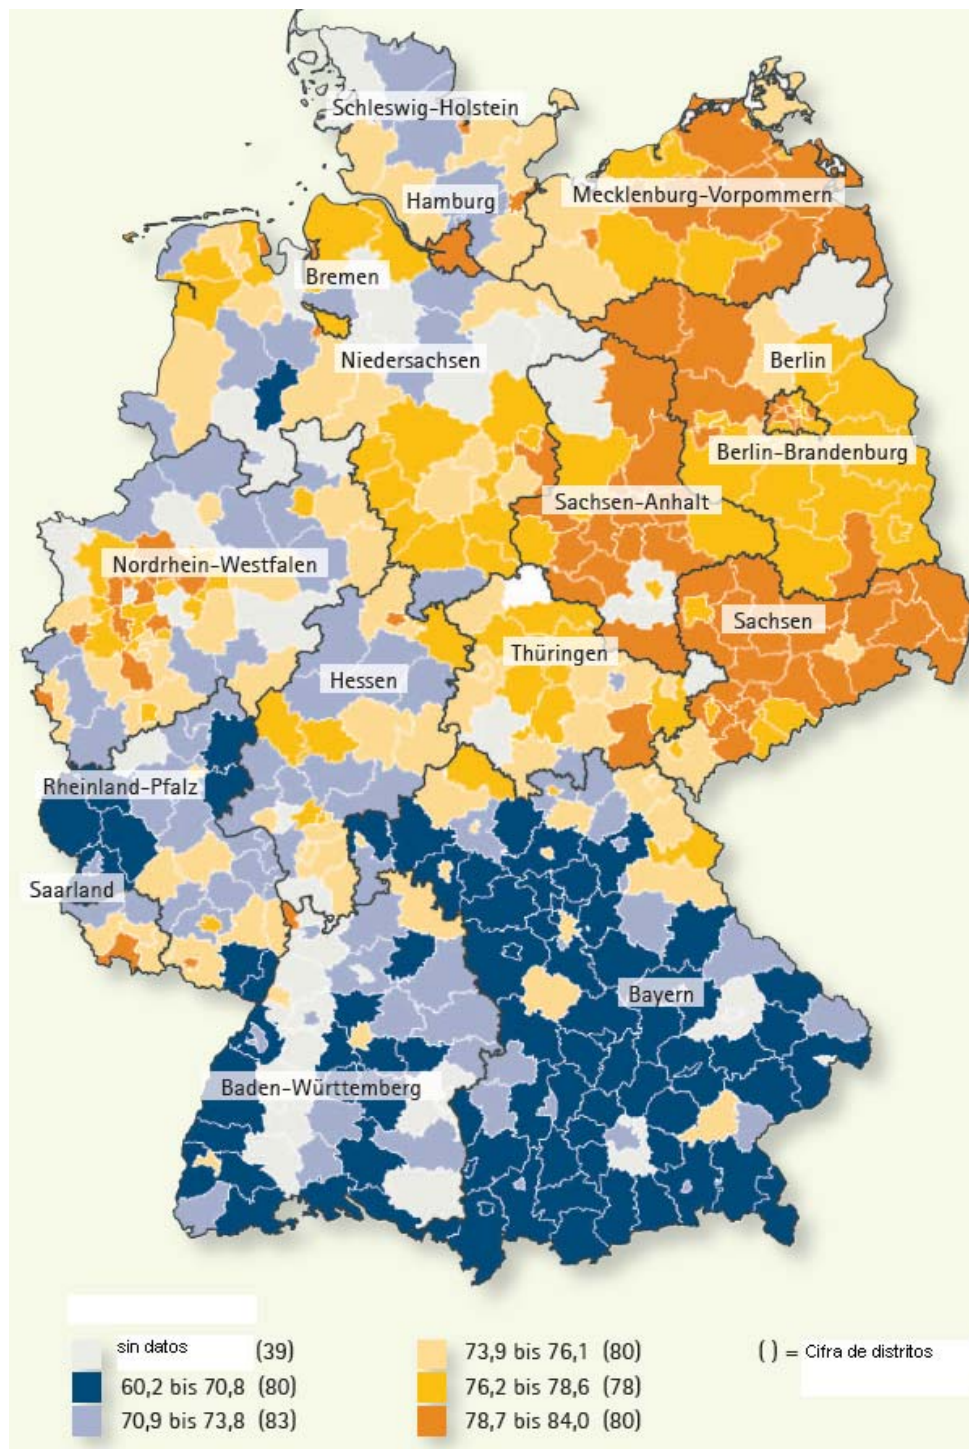 Schleswig-Holstein
Mecklenburg-Vorpommern
Hamburg
Bremen
Niedersachsen
Berlin
Berlin-Brandenburg
Sachsen-Anhalt
Nordrhein-Westfalen
Sachsen
Thüringen
Hessen
Rheinland-Pfalz
Saarland
Bayern
Baden-Württemberg
sin datos (39)
60,2 bis 70,8 (80)
70,9 bis 73,8 (83)
73,9 bis 76,1 (80)
76,2 bis 78,6 (78)
78,7 bis 84,0 (80)
( ) = Cifra de distritos